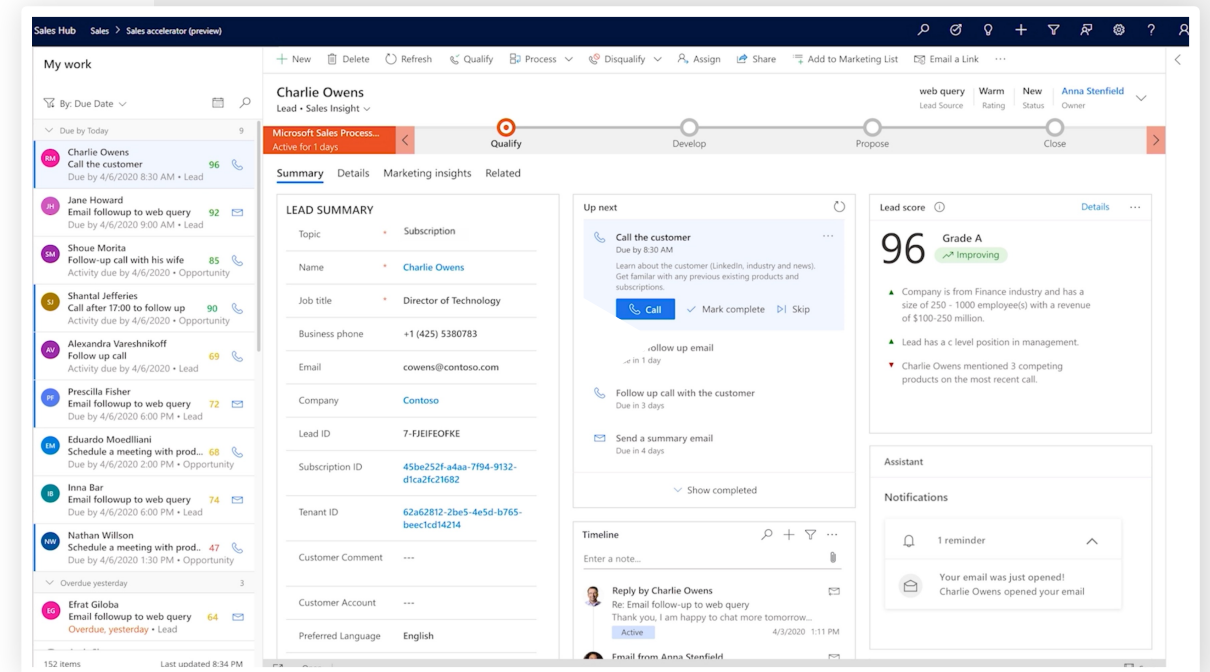 Sales Hub Sales > Sales accelerator (preview)
My work
By: Due Date
Due by Today 9
RM
Charlie Owens
Call the customer 96
Due by 4/6/2020 8:30 AM • Lead
JH
Jane Howard
Email followup to web query 92
Due by 4/6/2020 9:00 AM • Lead
SM
Shoue Morita
Follow-up call with his wife 85
Activity due by 4/6/2020 • Opportunity
SJ
Shantal Jefferies
Call after 17:00 to follow up 90
Activity due by 4/6/2020 • Opportunity
AV
Alexandra Vareshnikoff
Follow up call 69
Activity due by 4/6/2020 • Lead
PF
Prescilla Fisher
Email followup to web query 72
Due by 4/6/2020 6:00 PM • Lead
EM
Eduardo Moedlliani
Schedule a meeting with prod... 68
Due by 4/6/2020 2:00 PM • Opportunity
IB
Inna Bar
Email followup to web query 74
Due by 4/6/2020 6:00 PM • Lead
NW
Nathan Willson
Schedule a meeting with prod.. 47
Due by 4/6/2020 1:30 PM • Opportunity
Overdue yesterday 3
EG
Efrat Giloba
Email followup to web query 64
Overdue, yesterday • Lead
152 items Last updated 8:34 PM
New Delete Refresh Qualify Process Disqualify Assign Share Add to Marketing List Email a Link ...
Charlie Owens
Lead • Sales Insight
web query Warm New Anna Stenfield
Lead Source Rating Status Owner
Microsoft Sales Process...
Active for 1 days
Qualify Develop Propose Close
Summary Details Marketing insights Related
LEAD SUMMARY
Topic * Subscription
Name * Charlie Owens
Job title * Director of Technology
Business phone +1 (425) 5380783
Email cowens@contoso.com
Company Contoso
Lead ID 7-FJEIFEOFKE
Subscription ID 45be252f-a4aa-7f94-9132-
d1ca2fc21682
Tenant ID 62a62812-2be5-4e5d-b765-
beec1cd14214
Customer Comment ---
Customer Account ---
Preferred Language English
Up next
Call the customer
Due by 8:30 AM
Learn about the customer (LinkedIn, industry and news).
Get familar with any previous existing products and
subscriptions.
Call Mark complete Skip
ollow up email
in 1 day
Follow up call with the customer
Due in 3 days
Send a summary email
Due in 4 days
Show completed
Timeline
Enter a note...
Reply by Charlie Owens
Re: Email follow-up to web query
Thank you, I am happy to chat more tomorrow...
Active 4/3/2020 1:11 PM
Email from Anna Stenfield
Lead score Details ...
96 Grade A
Improving
Company is from Finance industry and has a
size of 250 - 1000 employee(s) with a revenue
of $100-250 million.
Lead has a c level position in management.
Charlie Owens mentioned 3 competing
products on the most recent call.
Assistant
Notifications
1 reminder
Your email was just opened!
Charlie Owens opened your email